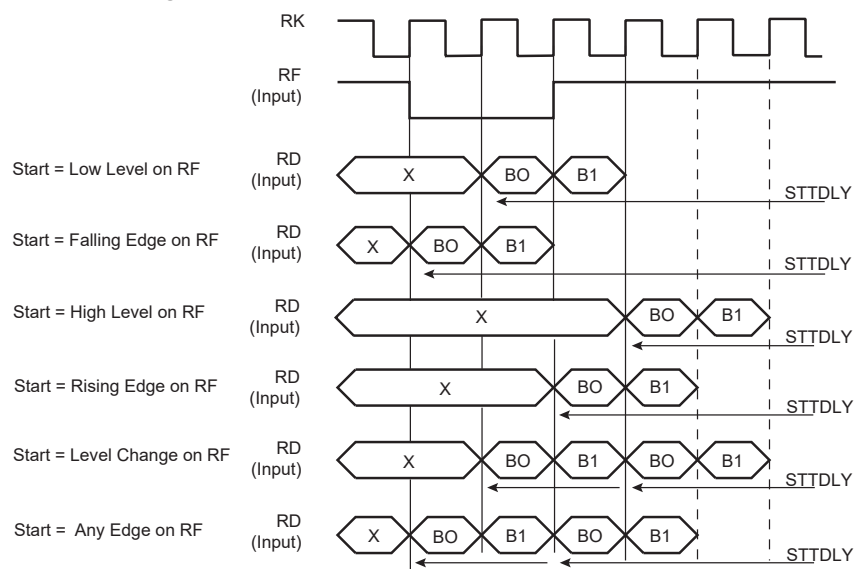 RK
RF
(Input)
Start = Low Level on RF
RD
(Input)
X
BO
B1
STTDLY
Start = Falling Edge on RF
RD
(Input)
X
BO
B1
STTDLY
Start = High Level on RF
RD
(Input)
X
BO
B1
STTDLY
Start = Rising Edge on RF
RD
(Input)
X
BO
B1
STTDLY
Start = Level Change on RF
RD
(Input)
X
BO
B1
BO
B1
STTDLY
Start = Any Edge on RF
RD
(Input)
X
BO
B1
BO
B1
STTDLY